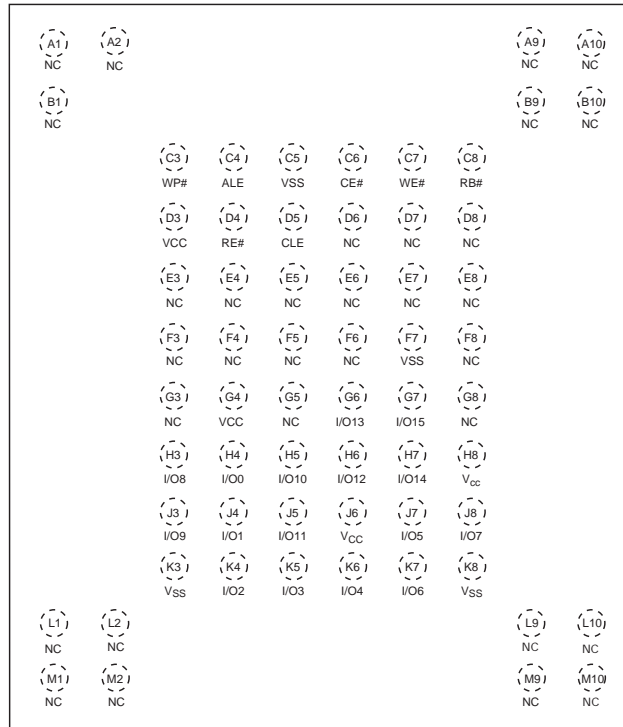 A1 A2 A9 A10
NC NC NC NC
B1 B9 B10
NC NC NC
C3 C4 C5 C6 C7 C8
WP# ALE VSS CE# WE# RB#
D3 D4 D5 D6 D7 D8
VCC RE# CLE NC NC NC
E3 E4 E5 E6 E7 E8
NC NC NC NC NC NC
F3 F4 F5 F6 F7 F8
NC NC NC NC VSS NC
G3 G4 G5 G6 G7 G8
NC VCC NC I/O13 I/O15 NC
H3 H4 H5 H6 H7 H8
I/O8 I/O0 I/O10 I/O12 I/O14 Vcc
J3 J4 J5 J6 J7 J8
I/O9 I/O1 I/O11 VCC I/O5 I/O7
K3 K4 K5 K6 K7 K8
VSS I/O2 I/O3 I/O4 I/O6 VSS
L1 L2 L9 L10
NC NC NC NC
M1 M2 M9 M10
NC NC NC NC